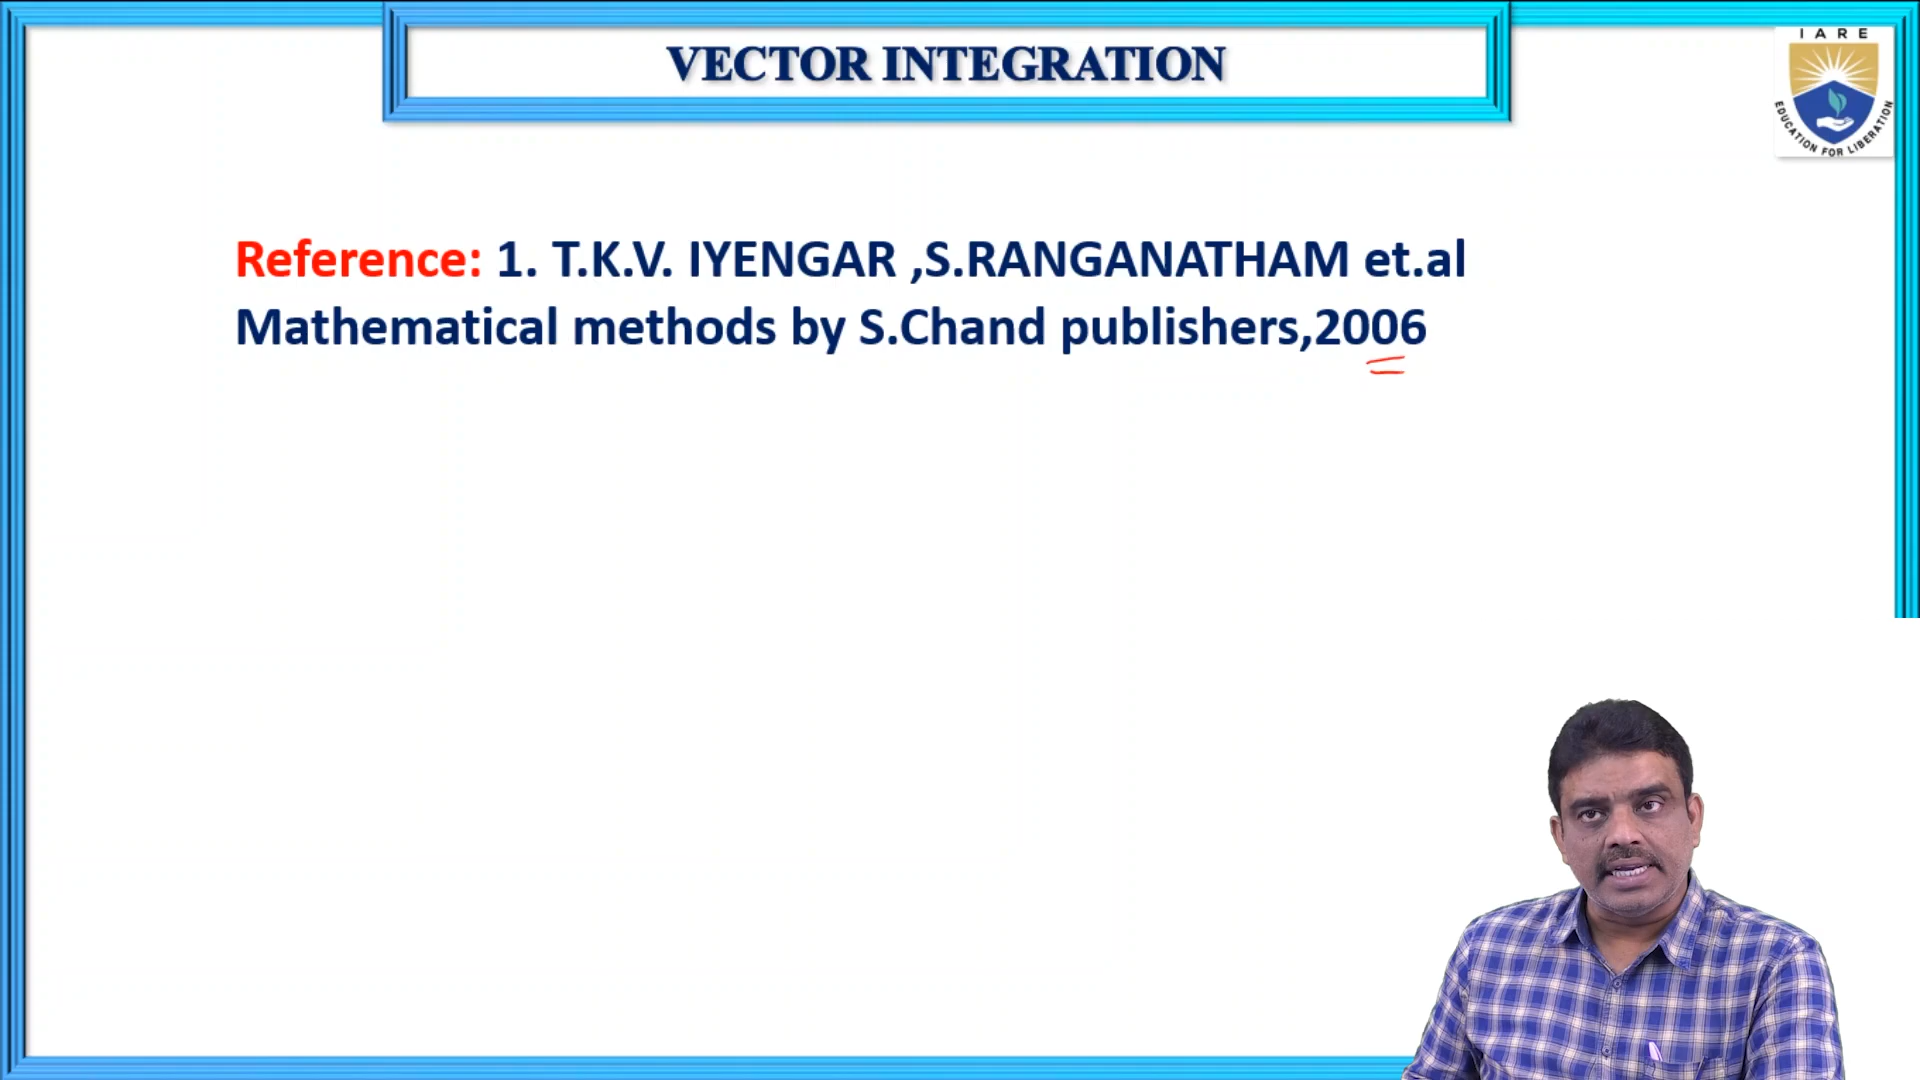 VECTOR INTEGRATION
I A R E
EDUCATION FOR LIBERATION
Reference: 1. T.K.V. IYENGAR ,S.RANGANATHAM et.al
Mathematical methods by S.Chand publishers,2006